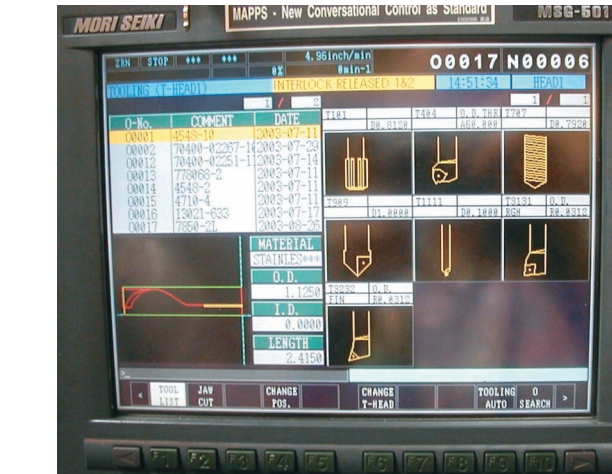 MORI SEIKI
MAPPS - New Conversational Control as Standard
MSG-501
ZRN STOP *** *** 4.96inch/min
0% 0min-1
O0017 N00006
TOOLING (T-HEAD1) INTERLOCK RELEASED 1&2 14:51:34 HEAD1
1 / 2
1 / 1
O-No. COMMENT DATE
O0001 4548-10 2003-07-11
O0002 70400-02267-1 2003-07-29
O0012 70400-02251-1 2003-07-14
O0013 778068-2 2003-07-11
O0014 4548-2 2003-07-11
O0015 4710-4 2003-07-11
O0016 13021-633 2003-07-17
O0017 7850-2L 2003-08-26
T101
D0.8120
T404 O.D.THR
A60.000
T707
D0.7920
T909
D1.0000
T1111
D0.1000
TS131 O.D.
RGH R0.0312
TS232 O.D.
FIN R0.0312
MATERIAL
STAINLES***
O.D.
1.1250
I.D.
0.0000
LENGTH
2.4150
>_
< TOOL LIST
JAW CUT
CHANGE POS.
CHANGE T-HEAD
TOOLING AUTO
O SEARCH
>
F1 F2 F3 F4 F5 F6 F7 F8 F9 F10